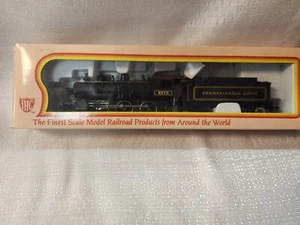 IHC
PENNSYLVANIA
The Finest Scale Model Railroad Products from Around the World